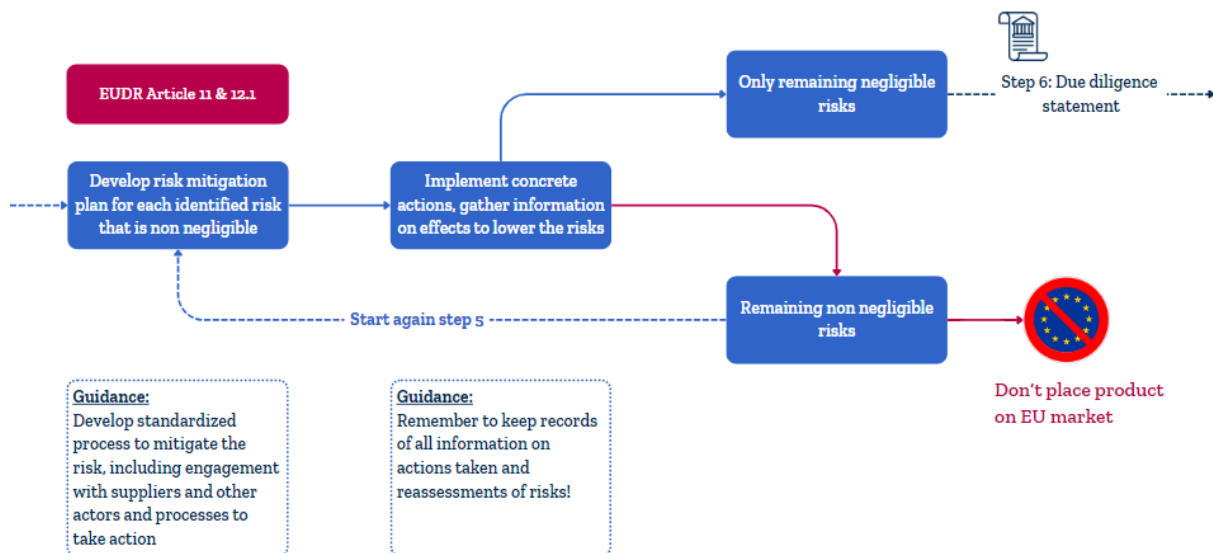 EUDR Article 11 & 12.1
Develop risk mitigation
plan for each identified risk
that is non negligible
Implement concrete
actions, gather information
on effects to lower the risks
Only remaining negligible
risks
Step 6: Due diligence
statement
Start again step 5
Remaining non negligible
risks
Don't place product
on EU market
Guidance:
Develop standardized
process to mitigate the
risk, including engagement
with suppliers and other
actors and processes to
take action
Guidance:
Remember to keep records
of all information on
actions taken and
reassessments of risks!